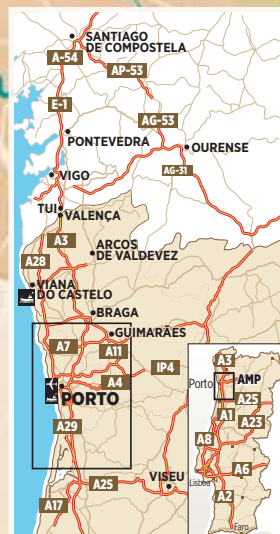 SANTIAGO
DE COMPOSTELA
A-54
AP-53
E-1
AG-53
PONTEVEDRA
OURENSE
AG-31
VIGO
TUI
VALENÇA
A3
ARCOS
DE VALDEVEZ
A28
VIANA
DO CASTELO
BRAGA
GUIMARÃES
A7
A11
IP4
A4
PORTO
A29
VISEU
A25
A17
A3
Porto
AMP
A1
A25
A23
A8
A6
Lisboa
A2
Faro